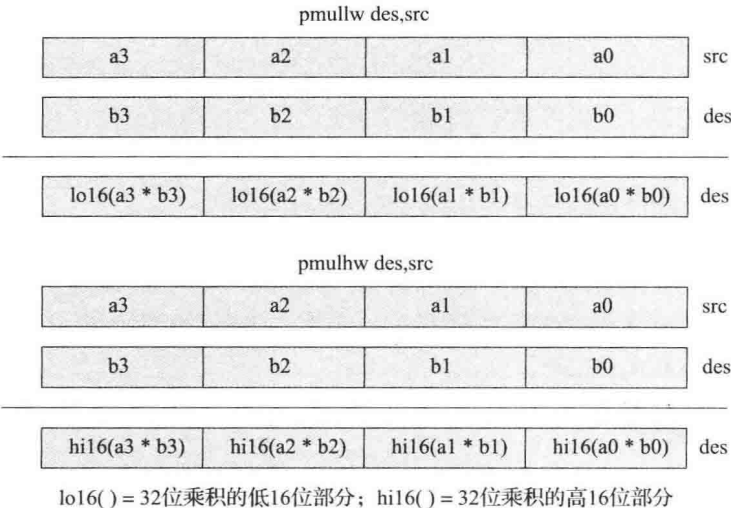 pmullw des,src
a3 a2 a1 a0 src
b3 b2 b1 b0 des
lo16(a3 * b3) lo16(a2 * b2) lo16(a1 * b1) lo16(a0 * b0) des
pmulhw des,src
a3 a2 a1 a0 src
b3 b2 b1 b0 des
hi16(a3 * b3) hi16(a2 * b2) hi16(a1 * b1) hi16(a0 * b0) des
lo16( ) = 32位乘积的低16位部分；hi16( ) = 32位乘积的高16位部分